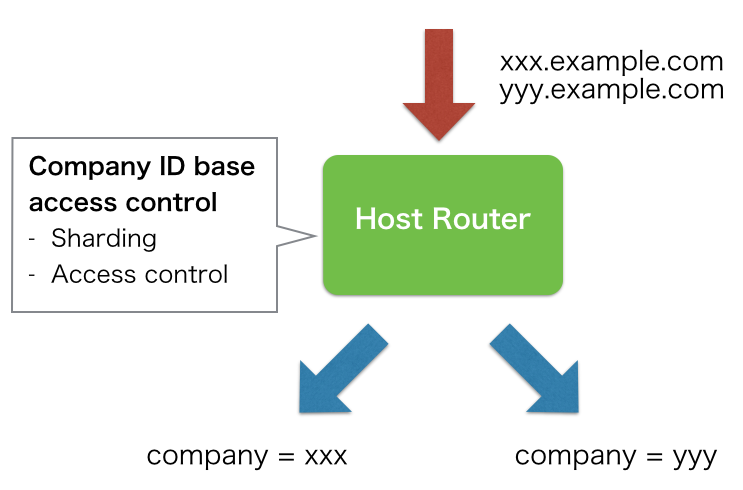 xxx.example.com
yyy.example.com
Company ID base
access control
- Sharding
- Access control
Host Router
company = xxx
company = yyy